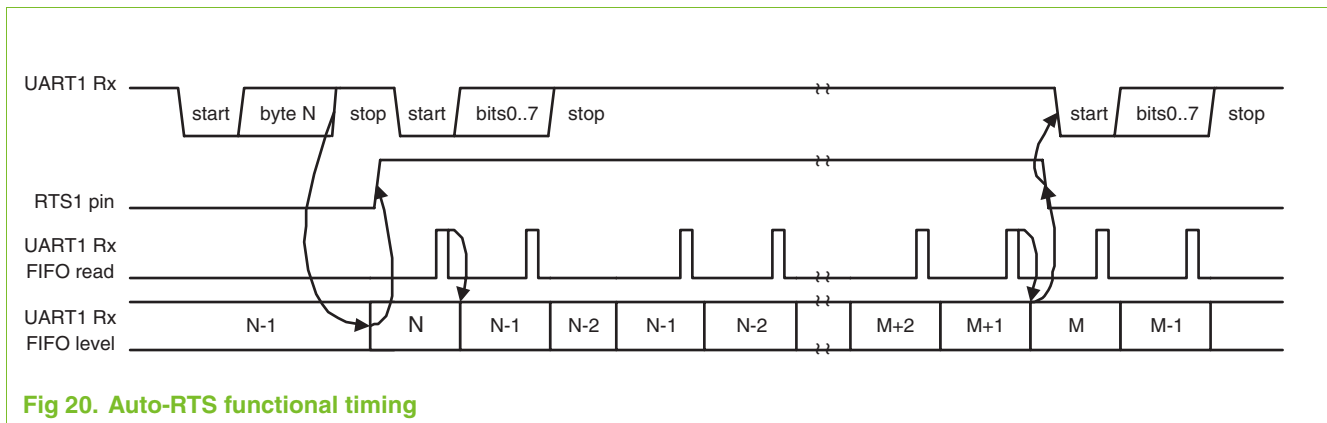 UART1 Rx
start byte N stop start bits0..7 stop start bits0..7 stop
RTS1 pin
UART1 Rx
FIFO read
UART1 Rx
FIFO level
N-1 N N-1 N-2 N-1 N-2 M+2 M+1 M M-1
Fig 20. Auto-RTS functional timing